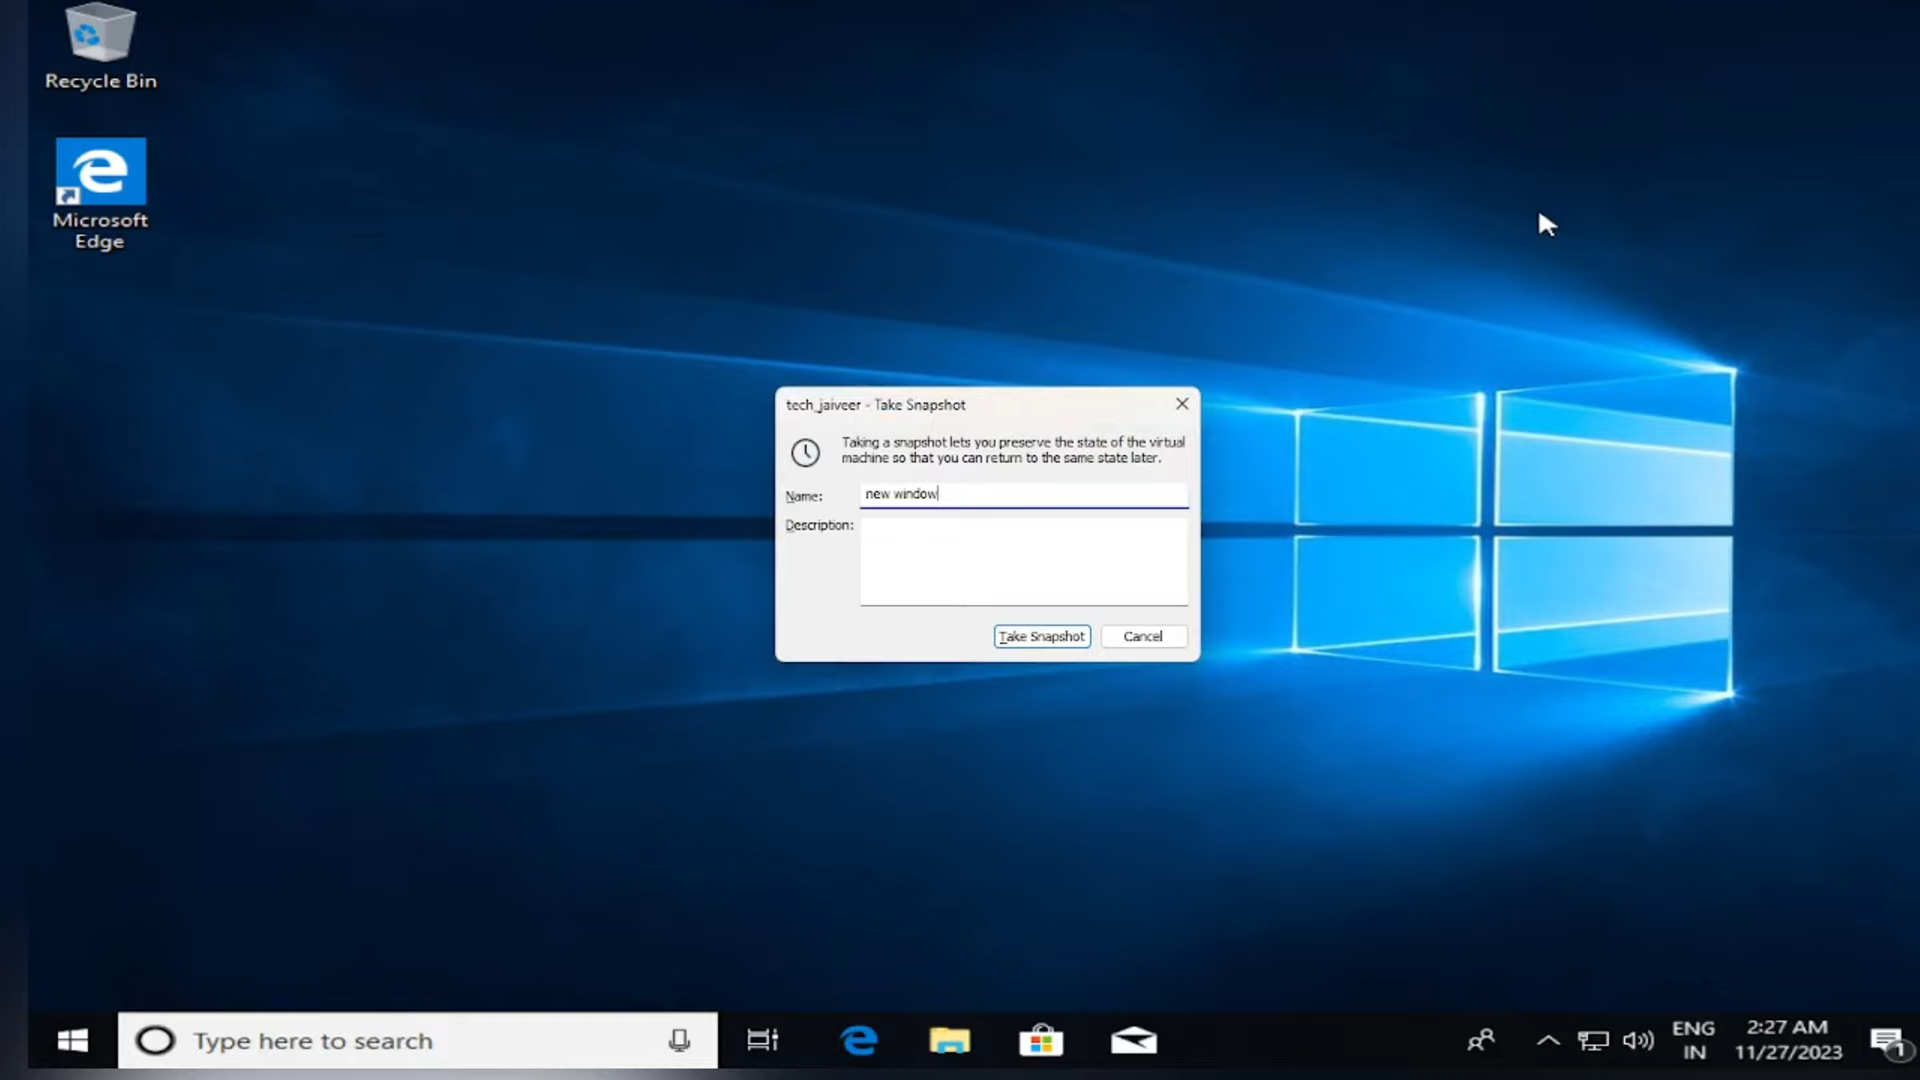 Recycle Bin
Microsoft
Edge
tech_jaiveer - Take Snapshot
Taking a snapshot lets you preserve the state of the virtual
machine so that you can return to the same state later.
Name:
new window
Description:
Take Snapshot
Cancel
Type here to search
ENG
IN
2:27 AM
11/27/2023
1